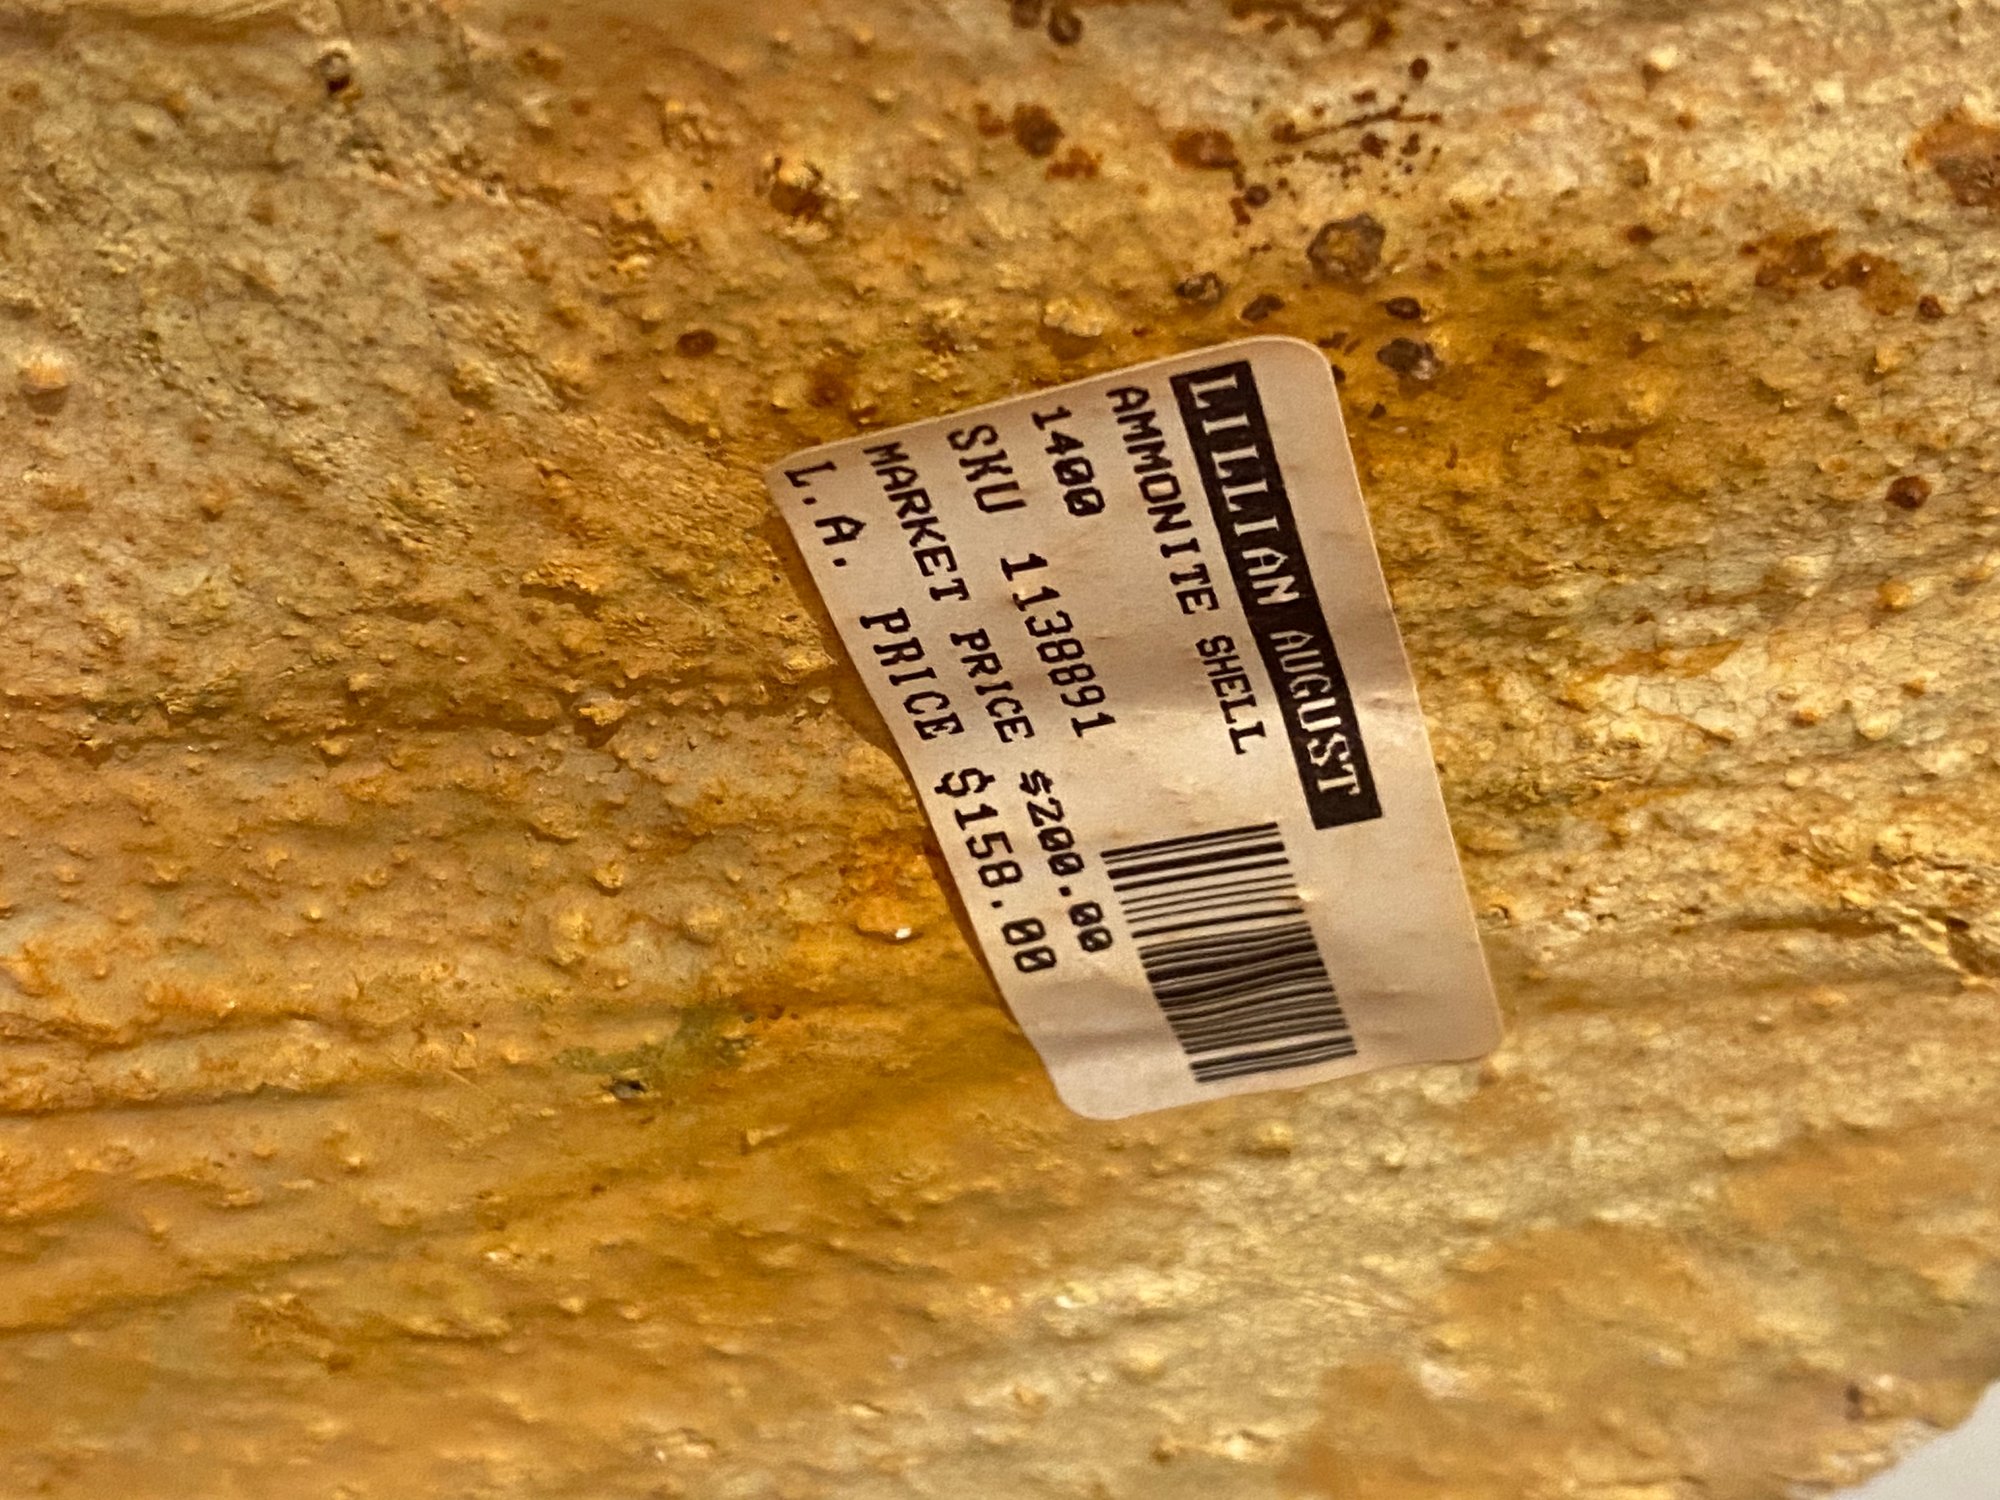 LILLIAN AUGUST
AMMONITE SHELL
1400
SKU 1138891
MARKET PRICE $200.00
L.A. PRICE $158.00